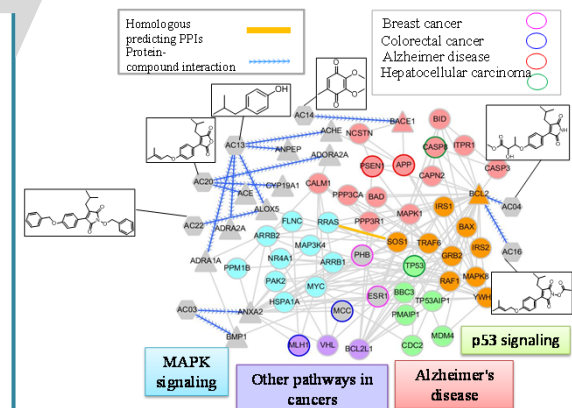 Homologous
predicting PPIs
Protein-
compound interaction
Breast cancer
Colorectal cancer
Alzheimer disease
Hepatocellular carcinoma
OH
AC14
BACE1
BID
AC13
ACHE
NCSTN
CASP8
ITPR1
ANPEP
ADORA2A
PSEN1
APP
CASP3
AC20
CYP19A1
CALM1
CAPN2
BCL2
ACE
PPP3CA
BAD
IRS1
AC04
ALOX5
FLNC
RRAS
PPP3R1
MAPK1
BAX
AC22
ADRA2A
ARRB2
SOS1
TRAF6
IRS2
AC16
MAP3K4
PHB
GRB2
ADRA1A
NR4A1
ARRB1
TP53
MAPK8
PPM1B
PAK2
RAF1
MYC
ESR1
BBC3
YWH
HSPA1A
TP53AIP1
AC03
ANXA2
MCC
PMAIP1
BMP1
MDM4
MLH1
VHL
BCL2L1
CDC2
p53 signaling
MAPK
signaling
Other pathways in
cancers
Alzheimer's
disease